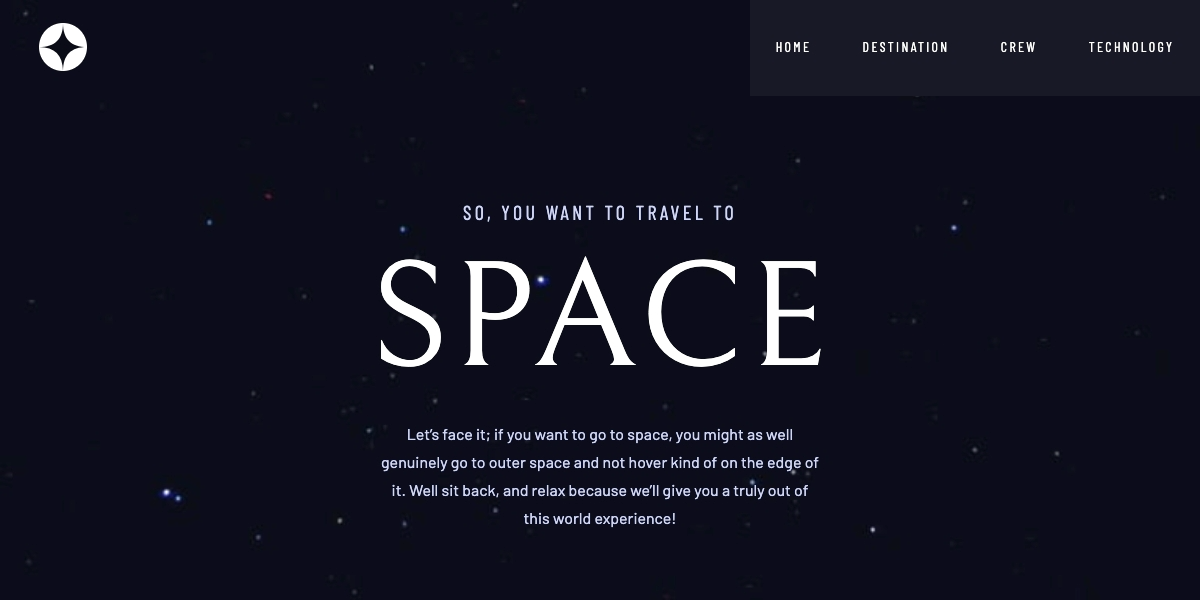 HOME DESTINATION CREW TECHNOLOGY
SO, YOU WANT TO TRAVEL TO
SPACE
Let’s face it; if you want to go to space, you might as well
genuinely go to outer space and not hover kind of on the edge of
it. Well sit back, and relax because we’ll give you a truly out of
this world experience!